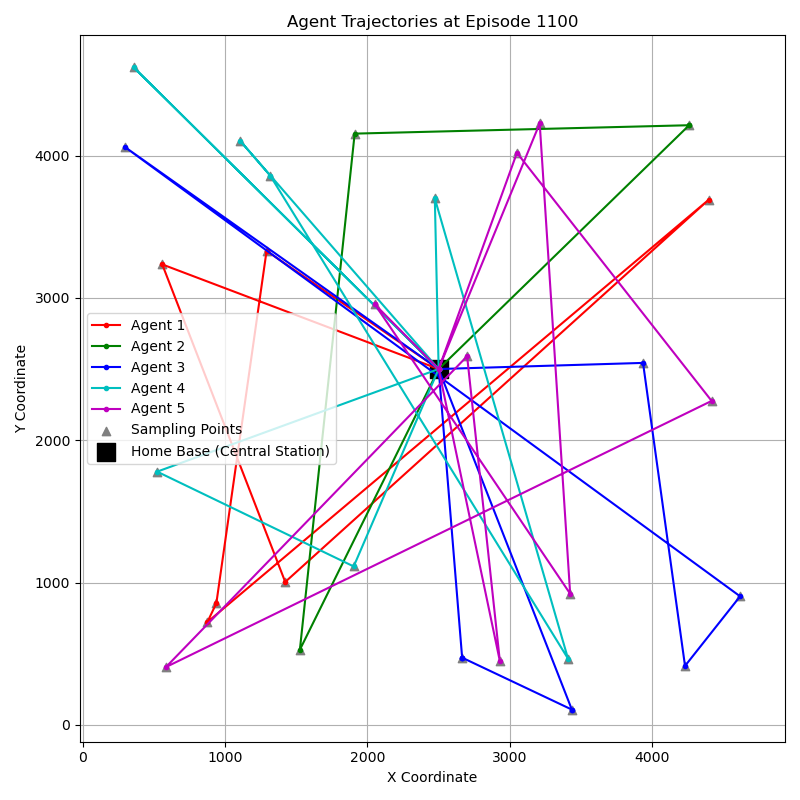 Agent Trajectories at Episode 1100
Y Coordinate
4000
3000
2000
1000
0
Agent 1
Agent 2
Agent 3
Agent 4
Agent 5
Sampling Points
Home Base (Central Station)
0 1000 2000 3000 4000
X Coordinate